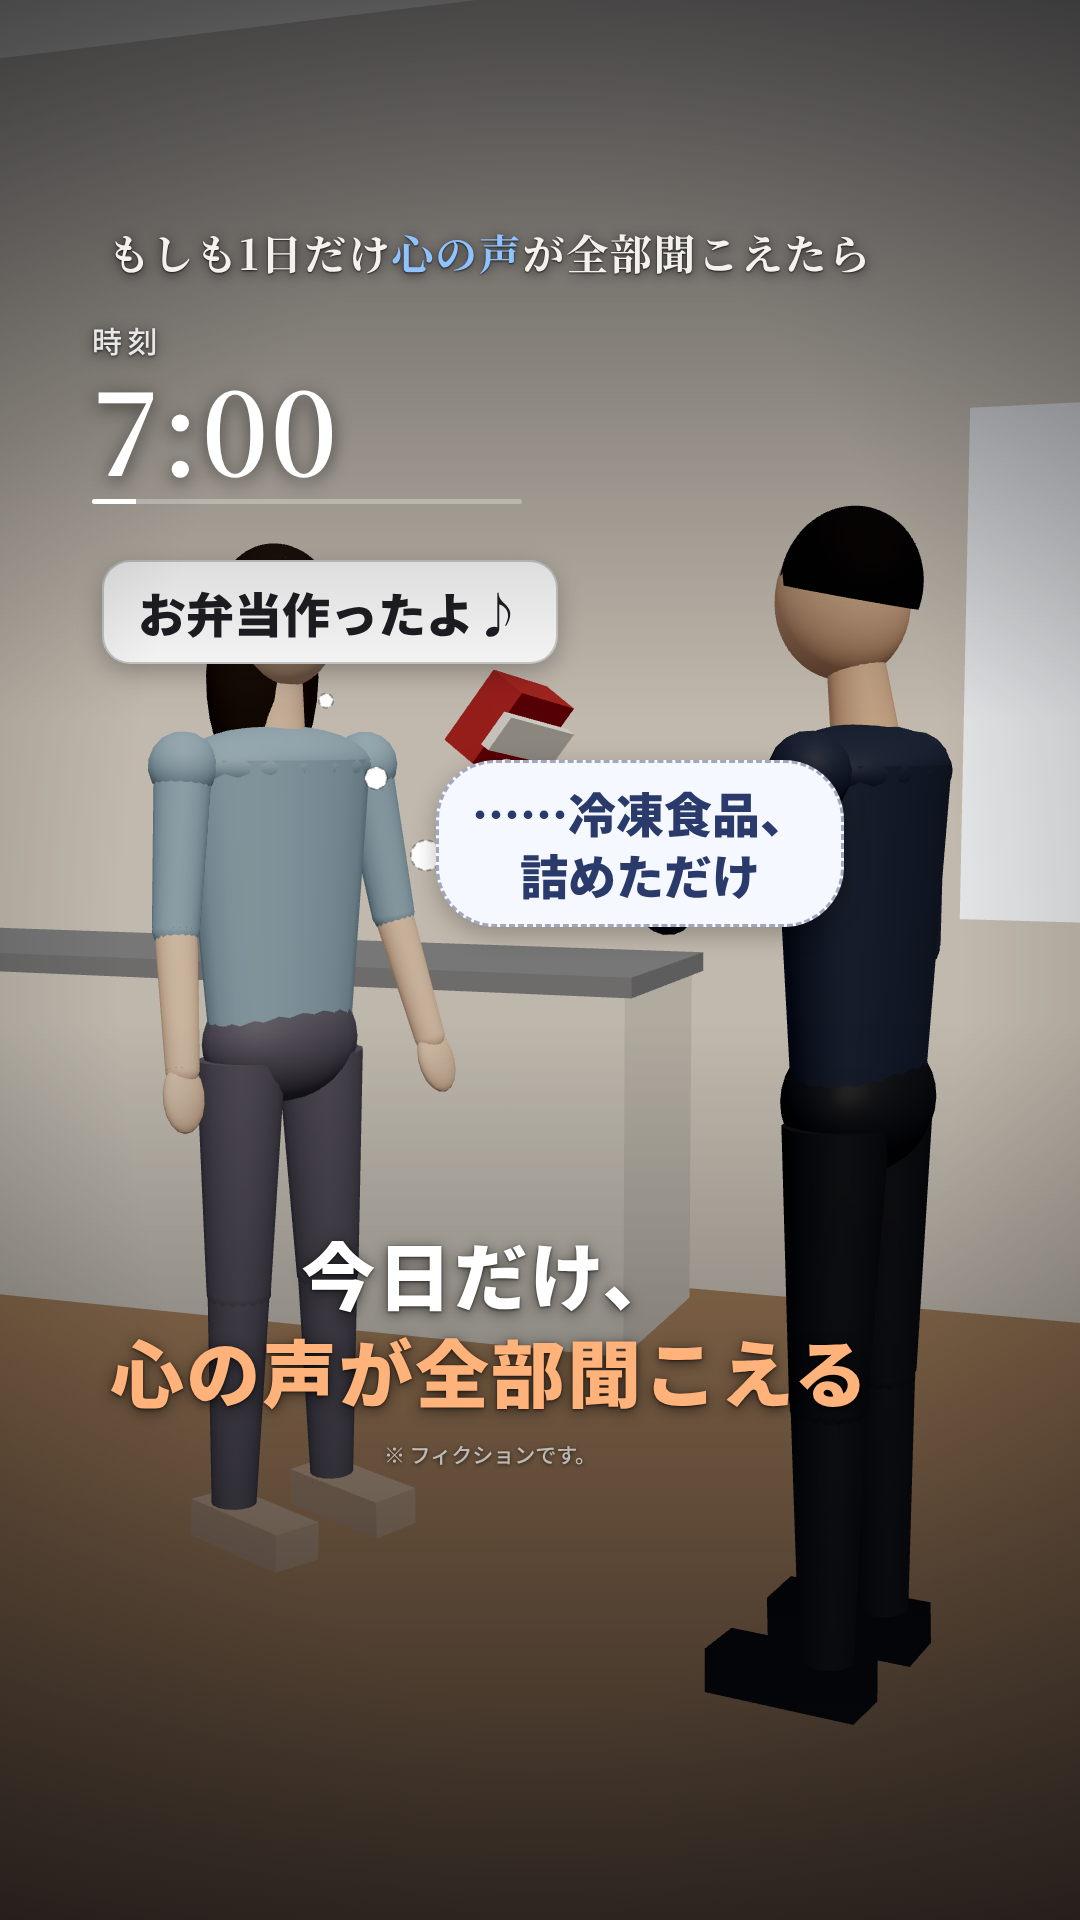 もしも1日だけ心の声が全部聞こえたら
時刻
7:00
お弁当作ったよ♪
……冷凍食品、
詰めただけ
今日だけ、
心の声が全部聞こえる
※ フィクションです。